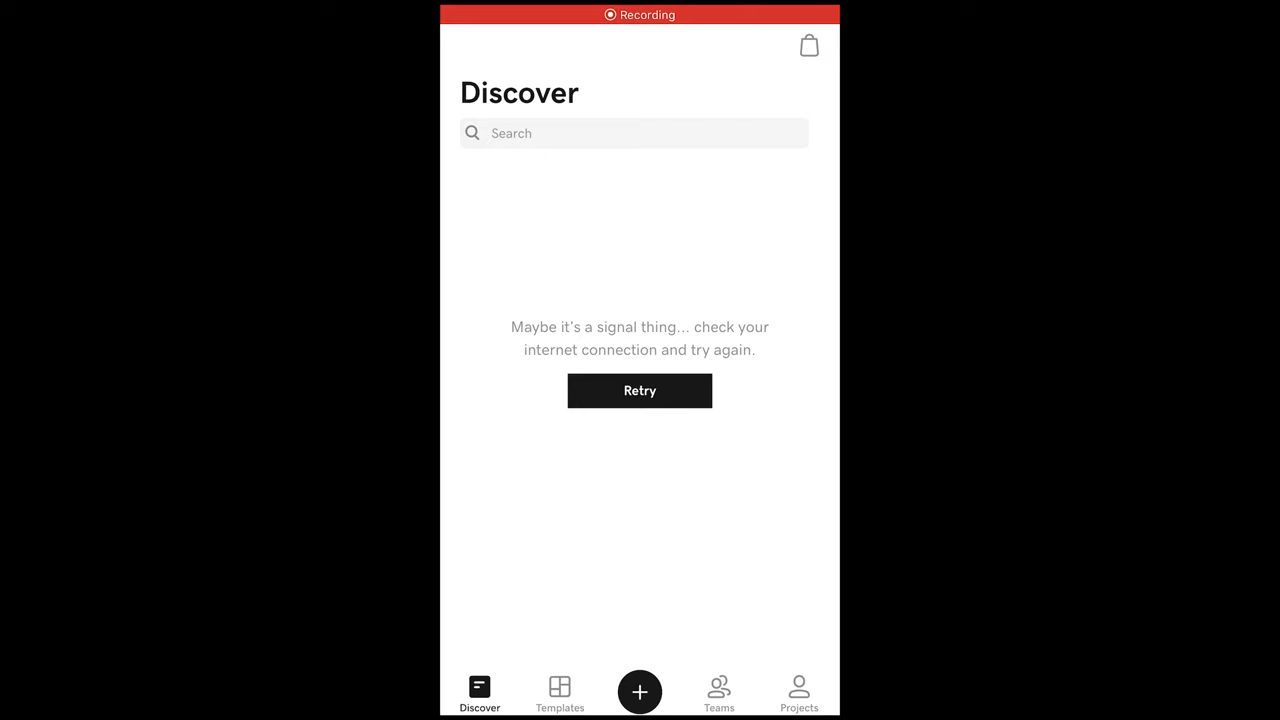 Recording
Discover
Search
Maybe it's a signal thing... check your
internet connection and try again.
Retry
Discover
Templates
Teams
Projects